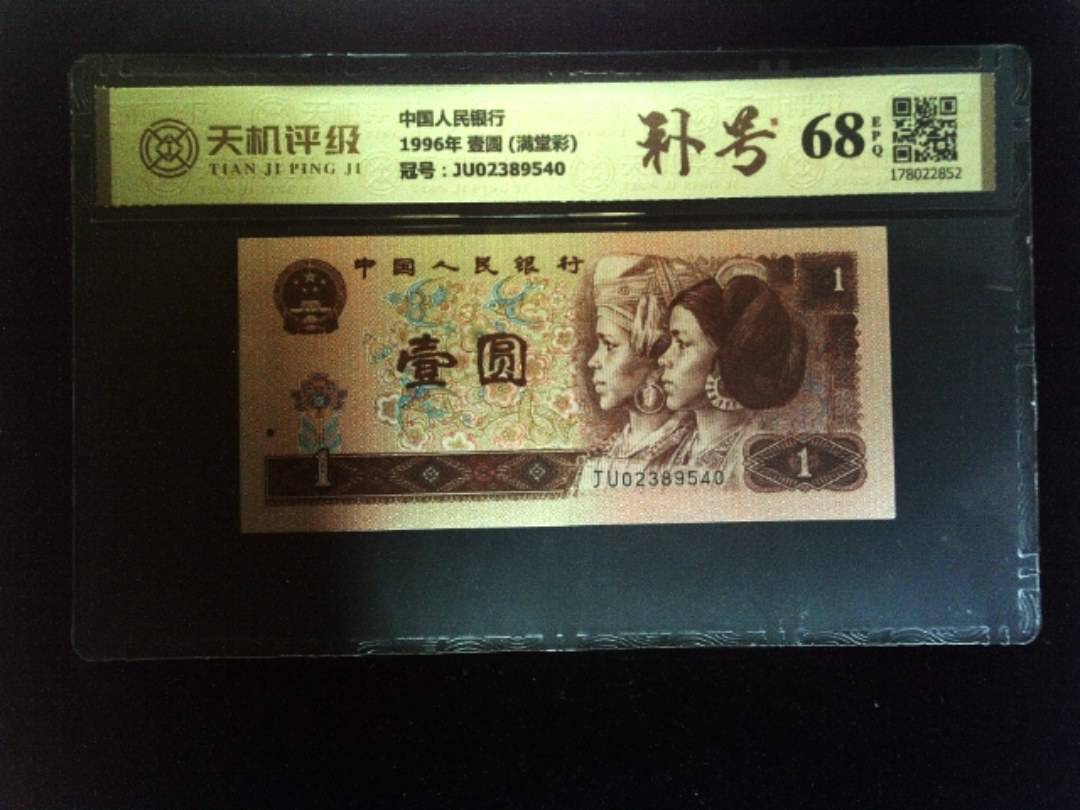 天机评级
TIAN JI PING JI
中国人民银行
1996年 壹圆 (满堂彩)
冠号：JU02389540
补号
68
EPQ
178022852
中国人民银行
1
壹圆
1
JU02389540
1